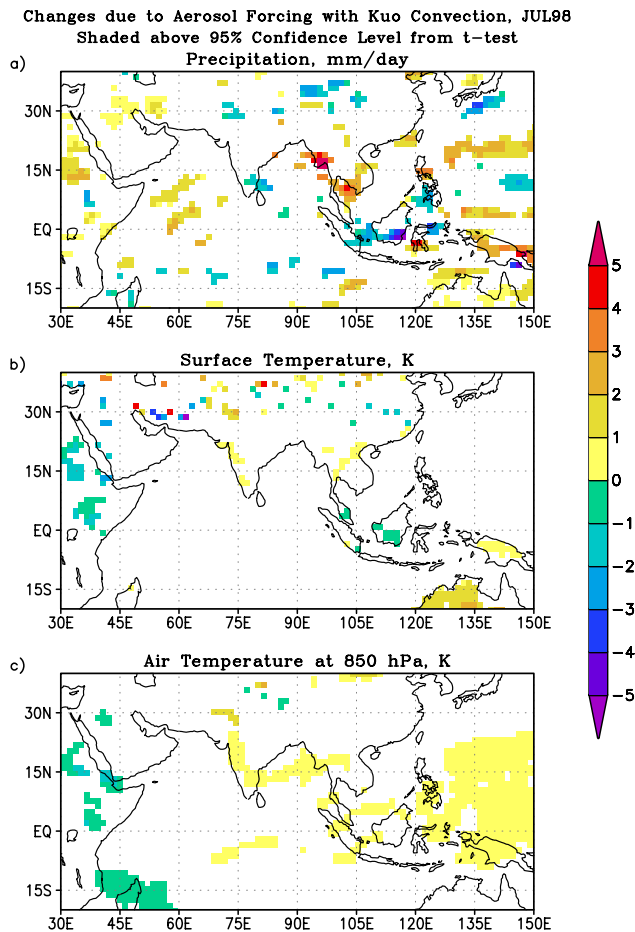 Changes due to Aerosol Forcing with Kuo Convection, JUL98
Shaded above 95% Confidence Level from t-test
a) Precipitation, mm/day
30N
15N
EQ
15S
30E 45E 60E 75E 90E 105E 120E 135E 150E
b) Surface Temperature, K
30N
15N
EQ
15S
30E 45E 60E 75E 90E 105E 120E 135E 150E
c) Air Temperature at 850 hPa, K
30N
15N
EQ
15S
30E 45E 60E 75E 90E 105E 120E 135E 150E
5
4
3
2
1
0
-1
-2
-3
-4
-5